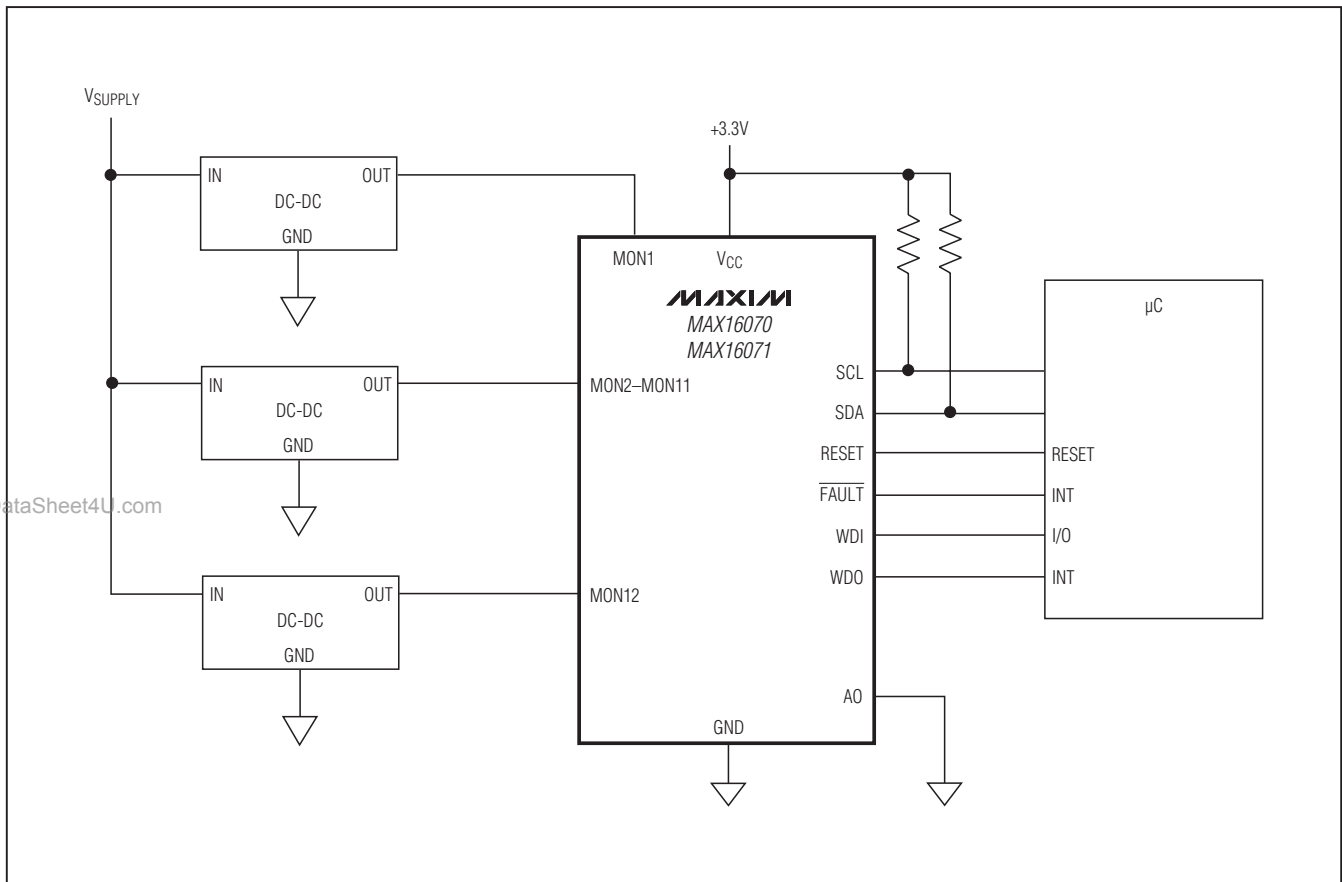 VSUPPLY
+3.3V
IN OUT
DC-DC
GND
MON1 VCC
MAXIM
MAX16070
MAX16071
µC
IN OUT
DC-DC
GND
MON2–MON11
SCL
SDA
RESET RESET
FAULT INT
WDI I/O
WDO INT
ataSheet4U.com
IN OUT
DC-DC
GND
MON12
A0
GND